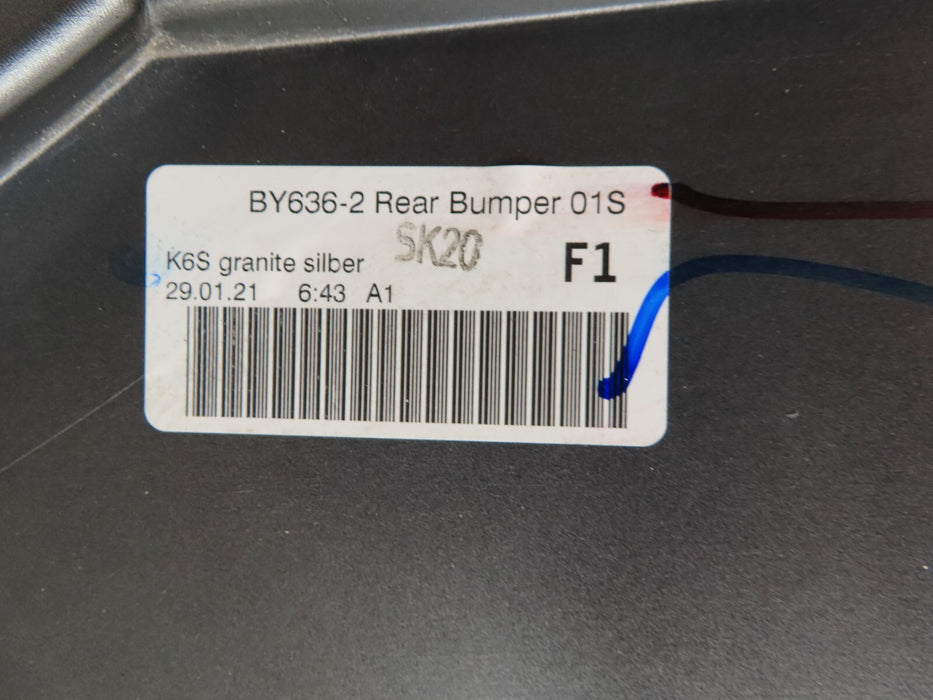 BY636-2 Rear Bumper 01S
SK20
K6S granite silber
F1
29.01.21 6:43 A1